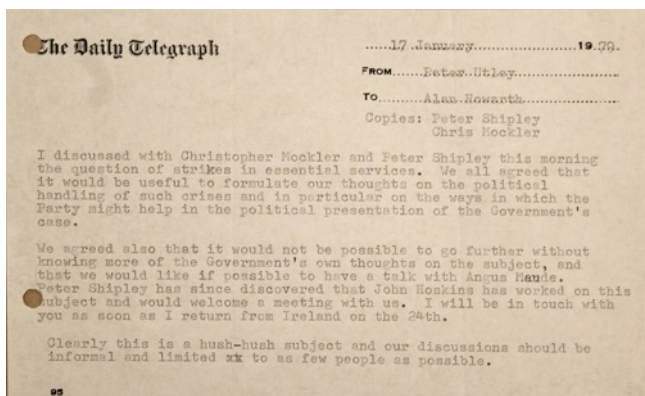 The Daily Telegraph
17 January 1979.
FROM Peter Utley
TO Alan Howarth
Copies: Peter Shipley
Chris Mockler
I discussed with Christopher Mockler and Peter Shipley this morning
the question of strikes in essential services. We all agreed that
it would be useful to formulate our thoughts on the political
handling of such crises and in particular on the ways in which the
Party might help in the political presentation of the Government's
case.
We agreed also that it would not be possible to go further without
knowing more of the Government's own thoughts on the subject, and
that we would like if possible to have a talk with Angus Maude.
Peter Shipley has since discovered that John Hoskins has worked on this
subject and would welcome a meeting with us. I will be in touch with
you as soon as I return from Ireland on the 24th.
Clearly this is a hush-hush subject and our discussions should be
informal and limited xx to as few people as possible.
95